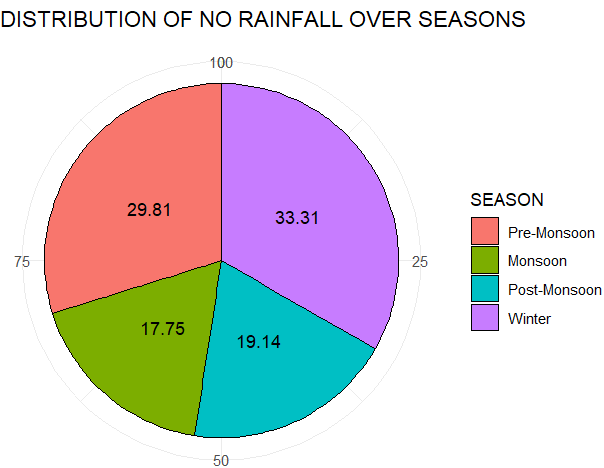 DISTRIBUTION OF NO RAINFALL OVER SEASONS
100
29.81
33.31
75
25
17.75
19.14
50
SEASON
Pre-Monsoon
Monsoon
Post-Monsoon
Winter